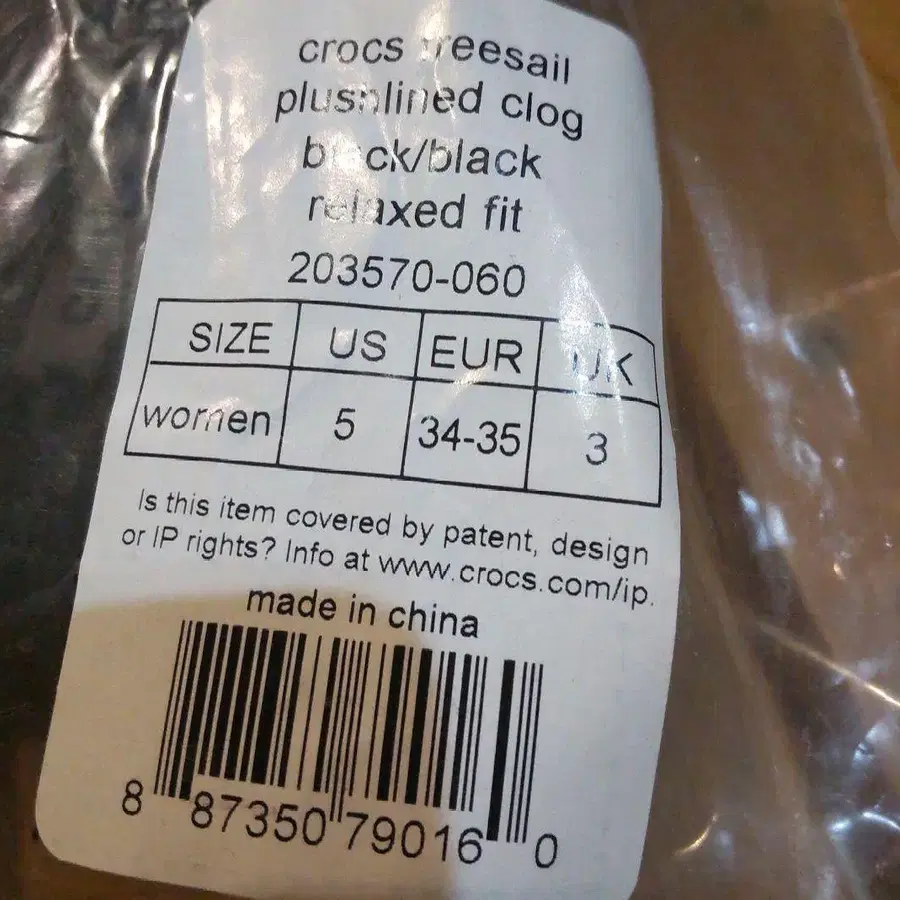 crocs freesail
plushlined clog
black/black
relaxed fit
203570-060
SIZE US EUR UK
women 5 34-35 3
Is this item covered by patent, design
or IP rights? Info at www.crocs.com/ip.
made in china
8 87350 79016 0